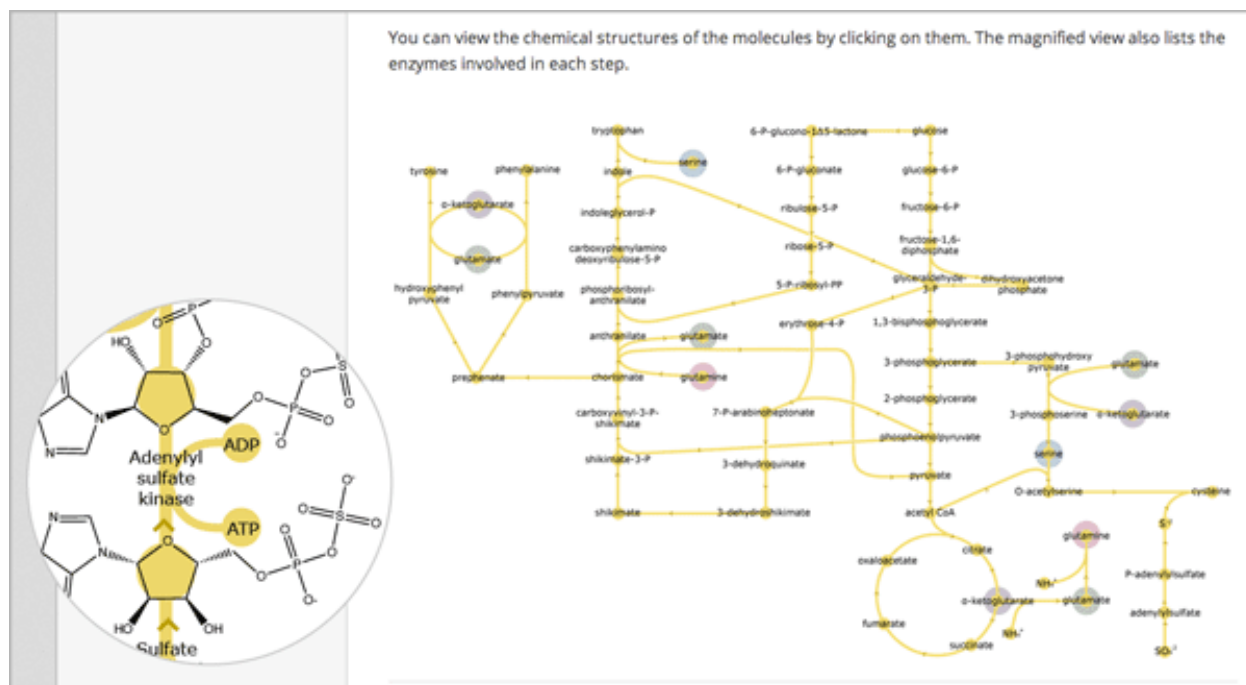 You can view the chemical structures of the molecules by clicking on them. The magnified view also lists the
enzymes involved in each step.
tryptophan
6-P-glucono-1Δ5-lactone
glucose
serine
tyrosine
phenylalanine
indole
6-P-gluconate
glucose-6-P
α-ketoglutarate
indoleglycerol-P
ribulose-5-P
fructose-6-P
glutamate
carboxyphenylamino
deoxyribulose-5-P
ribose-5-P
fructose-1,6-
diphosphate
hydroxyphenyl
pyruvate
phenylpyruvate
phosphoribosyl-
anthranilate
5-P-ribosyl-PP
glyceraldehyde-
3-P
dihydroxyacetone
phosphate
anthranilate
glutamate
erythrose-4-P
1,3-bisphosphoglycerate
prephenate
chorismate
glutamine
3-phosphoglycerate
3-phosphohydroxy
pyruvate
glutamate
carboxyvinyl-3-P-
shikimate
7-P-arabinoheptonate
2-phosphoglycerate
3-phosphoserine
α-ketoglutarate
shikimate-3-P
3-dehydroquinate
phosphoenolpyruvate
serine
pyruvate
shikimate
3-dehydroshikimate
acetyl CoA
O-acetylserine
cysteine
S-²
oxaloacetate
citrate
glutamine
NH₄⁺
P-adenylylsulfate
α-ketoglutarate
glutamate
adenylylsulfate
fumarate
NH₄⁺
succinate
SO₄-²
P
O
HO
O
S
O
O
O
N
O
P
O
O-
N
ADP
Adenylyl
sulfate
kinase
O-
N
ATP
O
S
O
O
O
N
P
O
O
O-
HO
OH
Sulfate